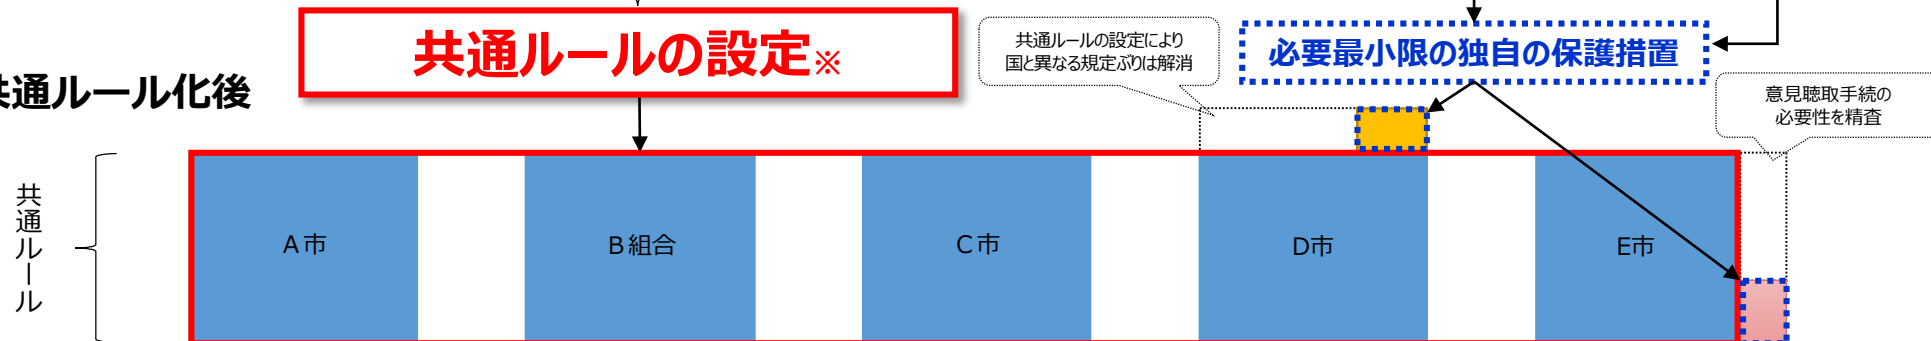 共通ルールの設定※
共通ルールの設定により
国と異なる規定ぶりは解消
必要最小限の独自の保護措置
共通ルール化後
意見聴取手続の
必要性を精査
共通ルール
A市
B組合
C市
D市
E市